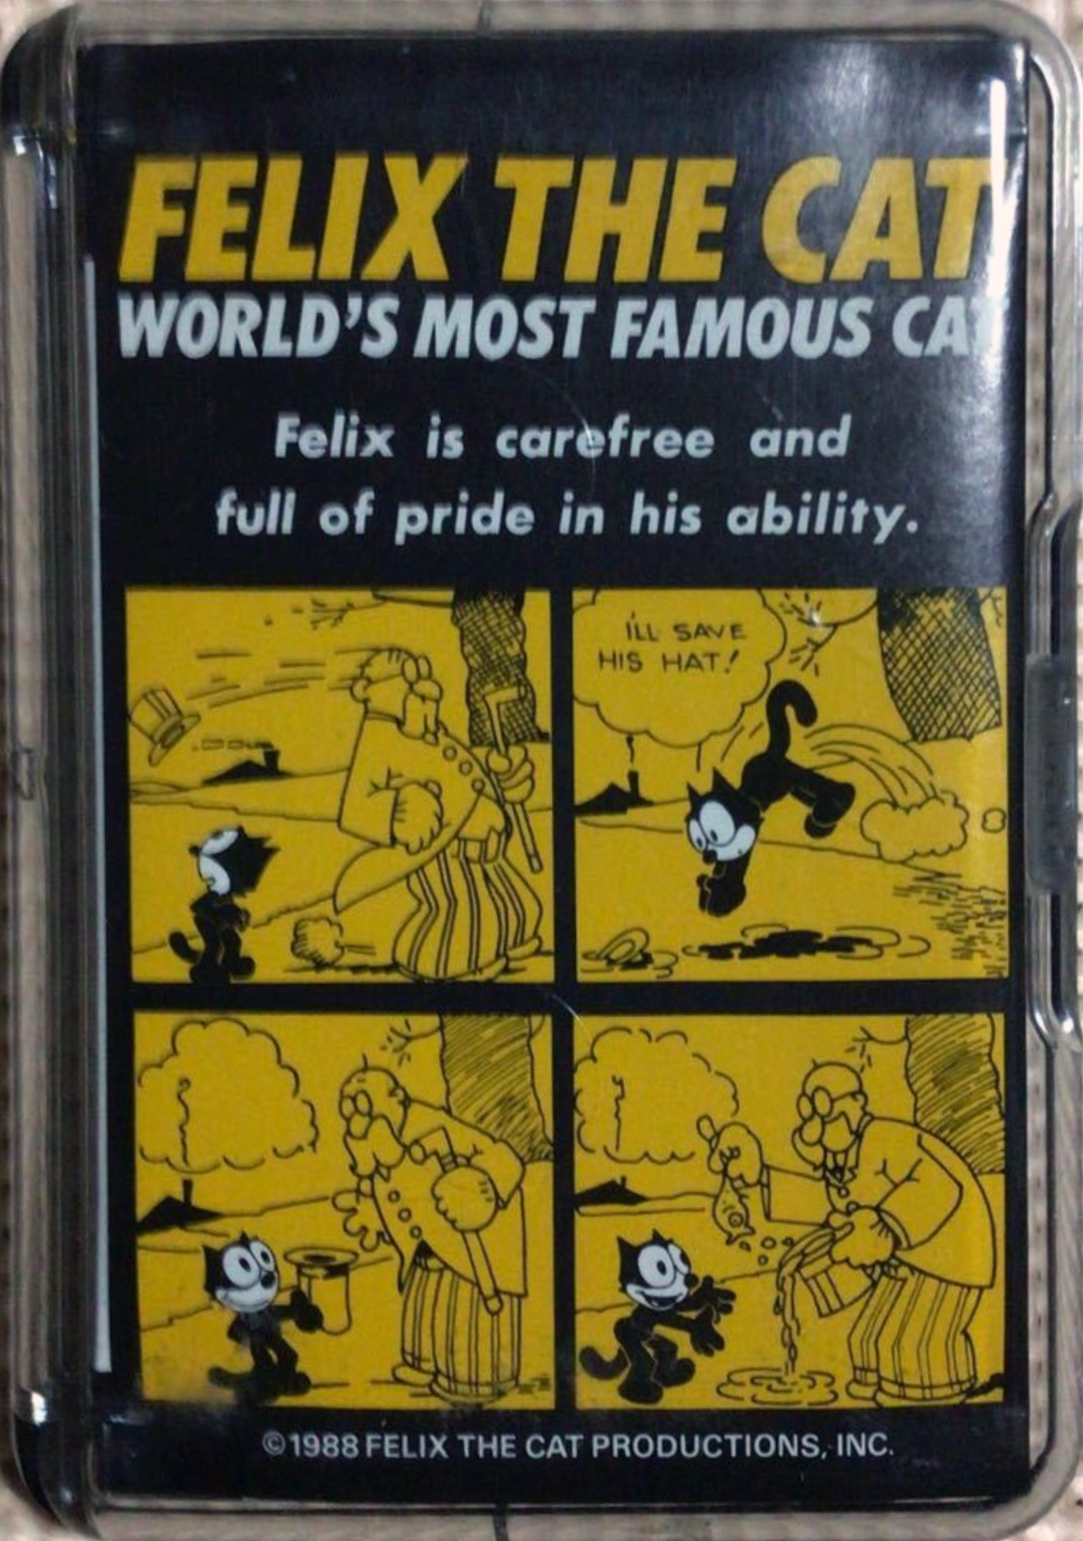 FELIX THE CAT
WORLD'S MOST FAMOUS CAT
Felix is carefree and
full of pride in his ability.
I'LL SAVE
HIS HAT!
©1988 FELIX THE CAT PRODUCTIONS, INC.